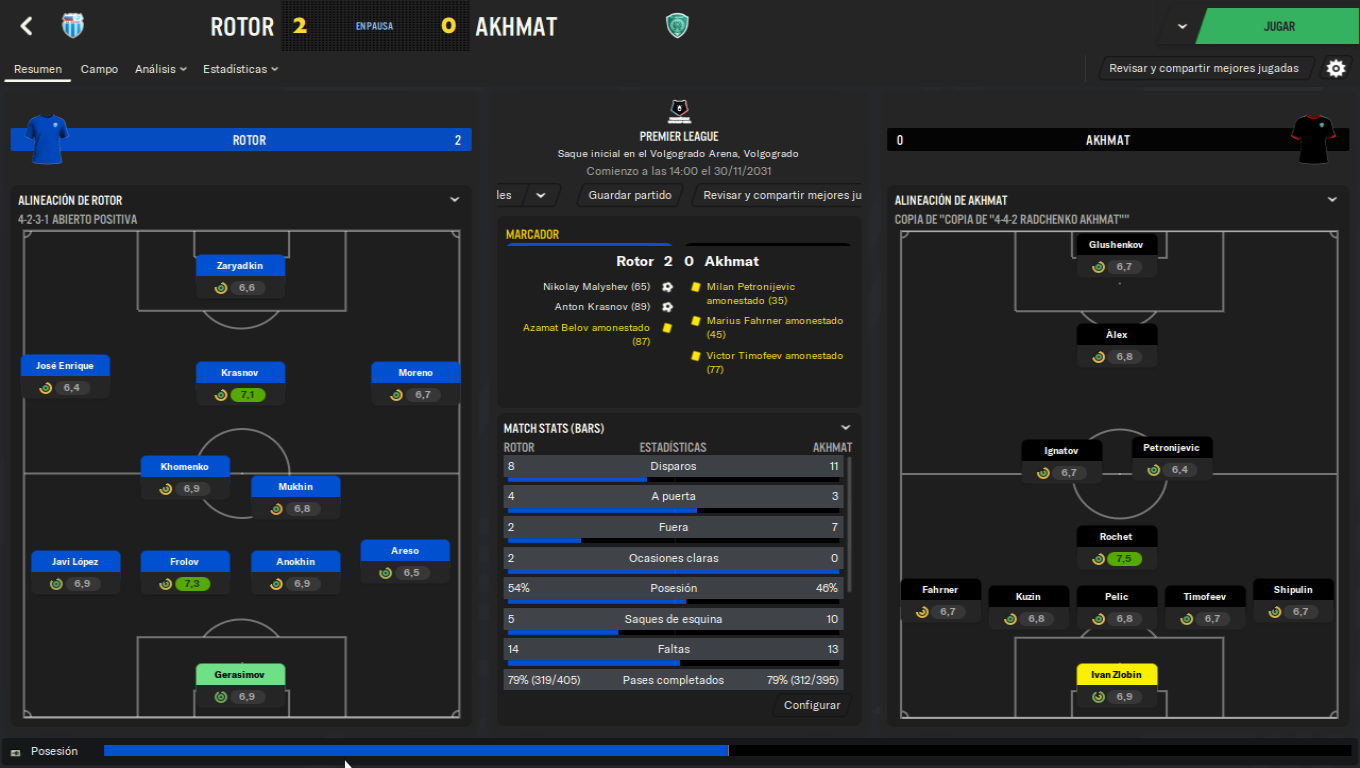 ROTOR 2 EN PAUSA 0 AKHMAT
JUGAR
Resumen Campo Análisis Estadísticas
Revisar y compartir mejores jugadas
ROTOR 2
ALINEACIÓN DE ROTOR
4-2-3-1 ABIERTO POSITIVA
Zaryadkin
6,6
José Enrique
6,4
Krasnov
7,1
Moreno
6,7
Khomenko
6,9
Mukhin
6,8
Javi López
6,9
Frolov
7,3
Anokhin
6,9
Areso
6,5
Gerasimov
6,9
PREMIER LEAGUE
Saque inicial en el Volgogrado Arena, Volgogrado
Comienzo a las 14:00 el 30/11/2031
les
Guardar partido
Revisar y compartir mejores ju
MARCADOR
Rotor 2 0 Akhmat
Nikolay Malyshev (65)
Anton Krasnov (89)
Azamat Belov amonestado
(87)
Milan Petronijevic
amonestado (35)
Marius Fahrner amonestado
(45)
Victor Timofeev amonestado
(77)
MATCH STATS (BARS)
ROTOR ESTADÍSTICAS AKHMAT
8 Disparos 11
4 A puerta 3
2 Fuera 7
2 Ocasiones claras 0
54% Posesión 46%
5 Saques de esquina 10
14 Faltas 13
79% (319/405) Pases completados 79% (312/395)
Configurar
0 AKHMAT
ALINEACIÓN DE AKHMAT
COPIA DE "COPIA DE "4-4-2 RADCHENKO AKHMAT""
Glushenkov
6,7
Àlex
6,8
Ignatov
6,7
Petronijevic
6,4
Rochet
7,5
Fahrner
6,7
Kuzin
6,8
Pelic
6,8
Timofeev
6,7
Shipulin
6,7
Ivan Zlobin
6,9
Posesión